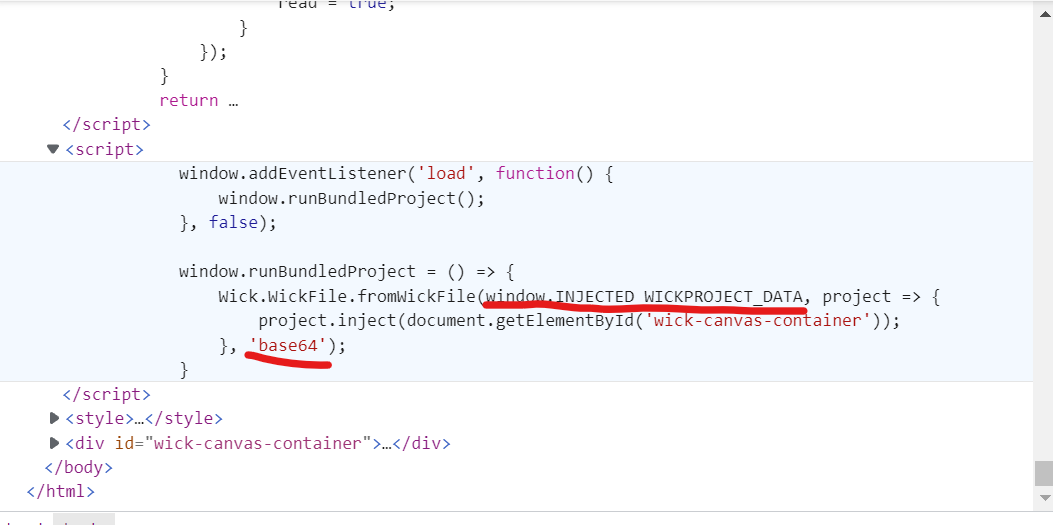 read = true;
}
});
}
return …
</script>
<script>
window.addEventListener('load', function() {
window.runBundledProject();
}, false);
window.runBundledProject = () => {
Wick.WickFile.fromWickFile(window.INJECTED_WICKPROJECT_DATA, project => {
project.inject(document.getElementById('wick-canvas-container'));
}, 'base64');
}
</script>
<style>…</style>
<div id="wick-canvas-container">…</div>
</body>
</html>